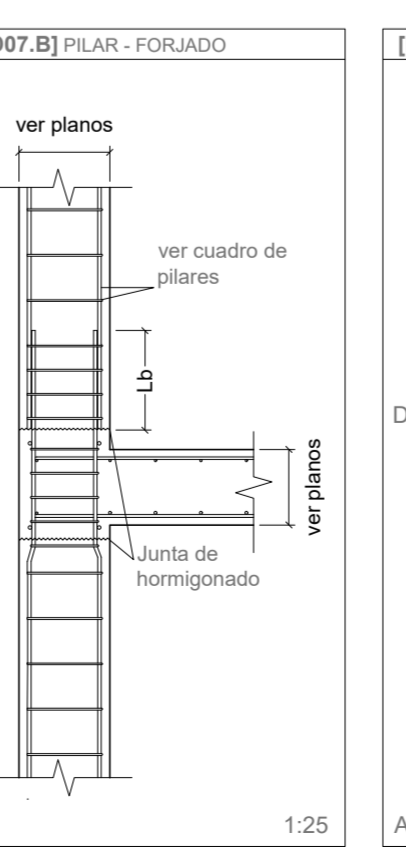 007.B] PILAR - FORJADO
ver planos
ver cuadro de
pilares
Lb
ver planos
Junta de
hormigonado
1:25
[
D
A